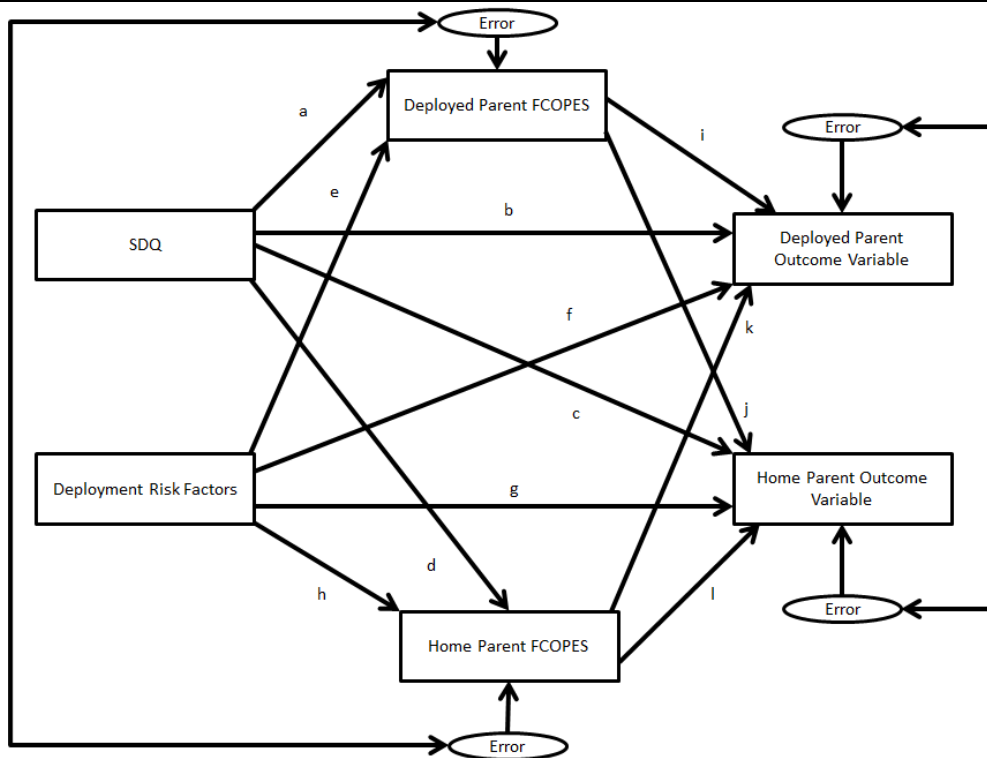 Error
Deployed Parent FCOPES
a
i
Error
e
b
SDQ
Deployed Parent
Outcome Variable
f
k
c
j
Deployment Risk Factors
g
Home Parent Outcome
Variable
d
h
l
Error
Home Parent FCOPES
Error